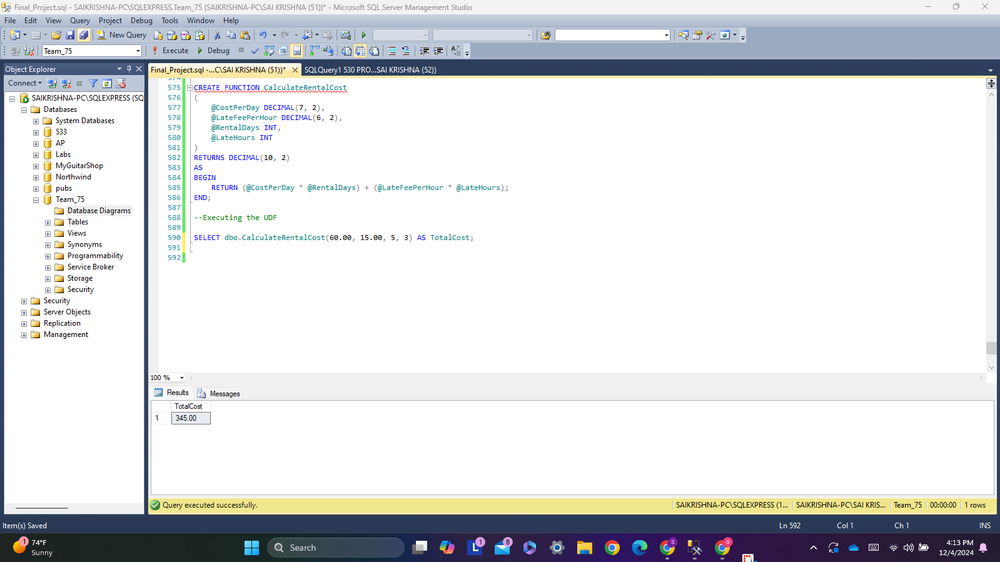 Final_Project.sql - SAIKRISHNA-PC\SQLEXPRESS.Team_75 (SAIKRISHNA-PC\SAI KRISHNA (51))* - Microsoft SQL Server Management Studio
File Edit View Query Project Debug Tools Window Help
New Query
Team_75 Execute Debug
Object Explorer
Connect
SAIKRISHNA-PC\SQLEXPRESS (SQ
Databases
System Databases
533
AP
Labs
MyGuitarShop
Northwind
pubs
Team_75
Database Diagrams
Tables
Views
Synonyms
Programmability
Service Broker
Storage
Security
Security
Server Objects
Replication
Management
Final_Project.sql -...C\SAI KRISHNA (51))* SQLQuery1 530 PRO...SAI KRISHNA (52))
574
575 CREATE FUNCTION CalculateRentalCost
576 (
577 @CostPerDay DECIMAL(7, 2),
578 @LateFeePerHour DECIMAL(6, 2),
579 @RentalDays INT,
580 @LateHours INT
581 )
582 RETURNS DECIMAL(10, 2)
583 AS
584 BEGIN
585 RETURN (@CostPerDay * @RentalDays) + (@LateFeePerHour * @LateHours);
586 END;
587
588 --Executing the UDF
589
590 SELECT dbo.CalculateRentalCost(60.00, 15.00, 5, 3) AS TotalCost;
591
592
100 %
Results Messages
TotalCost
1 345.00
Query executed successfully. SAIKRISHNA-PC\SQLEXPRESS (1... SAIKRISHNA-PC\SAI KRIS... Team_75 00:00:00 1 rows
Item(s) Saved Ln 592 Col 1 Ch 1 INS
1 74°F
Sunny
Search
L 1 8 S S
4:13 PM
12/4/2024